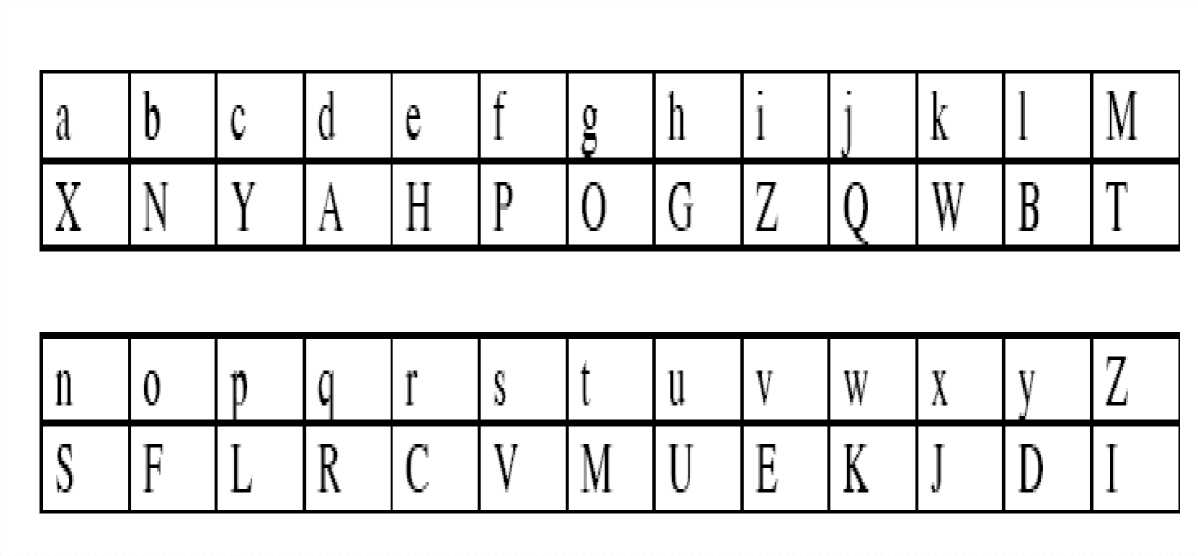 a b c d e f g h i j k l M
X N Y A H P O G Z Q W B T
n o p q r s t u v w x y Z
S F L R C V M U E K J D I